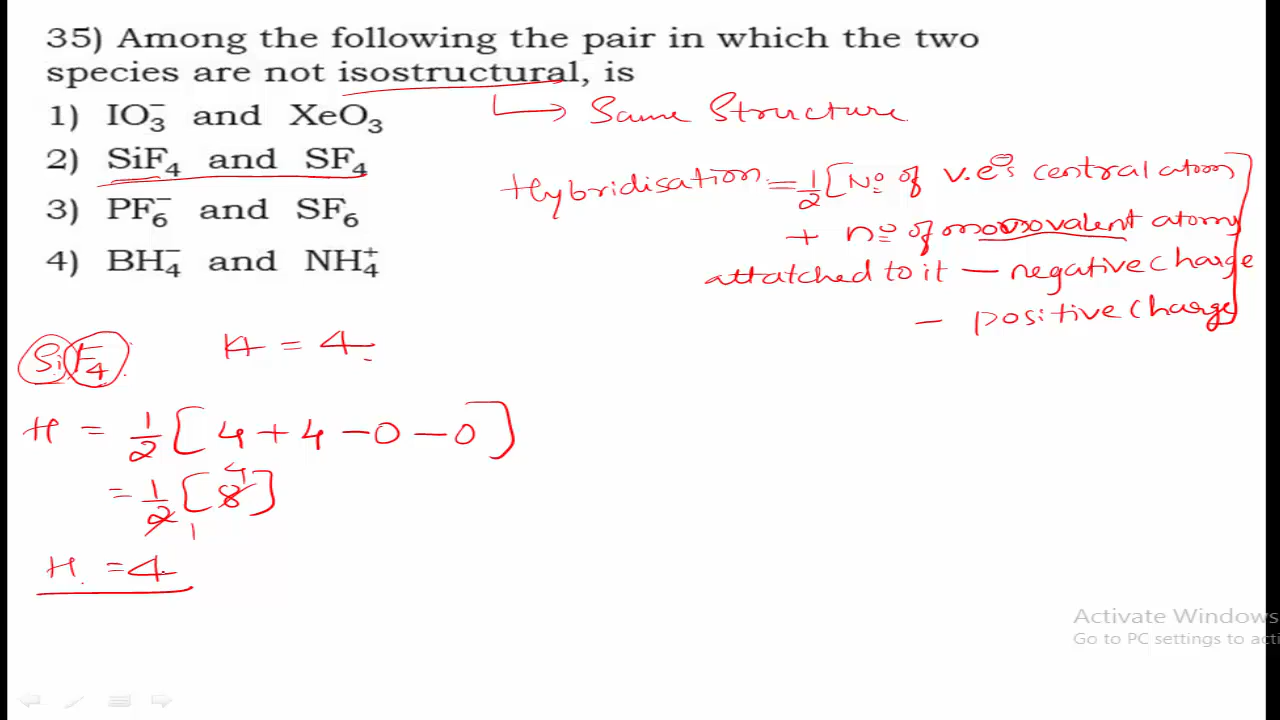 35) Among the following the pair in which the two
species are not isostructural, is
1) IO₃⁻ and XeO₃
2) SiF₄ and SF₄
3) PF₆⁻ and SF₆
4) BH₄⁻ and NH₄⁺
↳ Same Structure
Hybridisation = 1/2 [Nº of v.e⊖s central atom
+ nº of monovalent atoms
attatched to it – negative charge
– positive charge]
SiF₄ H = 4
H = 1/2 [4 + 4 – 0 – 0]
= 1/2 [8] 4
1
H = 4
Activate Windows
Go to PC settings to acti